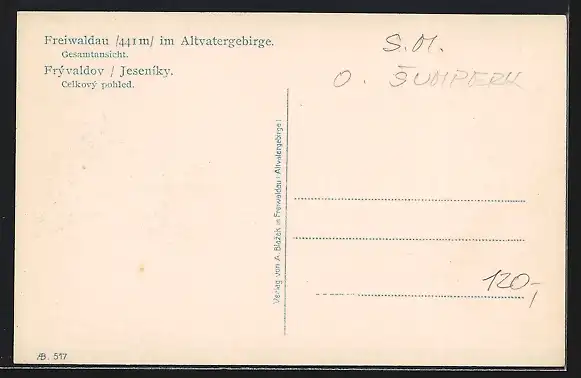 Freiwaldau /441 m/ im Altvatergebirge.
Gesamtansicht.
Frývaldov / Jeseníky.
Celkový pohled.
S.M.
O. ŠUMPERK
Verlag von A. Blažek in Freiwaldau (Altvatergebirge)
120,-
AB. 517